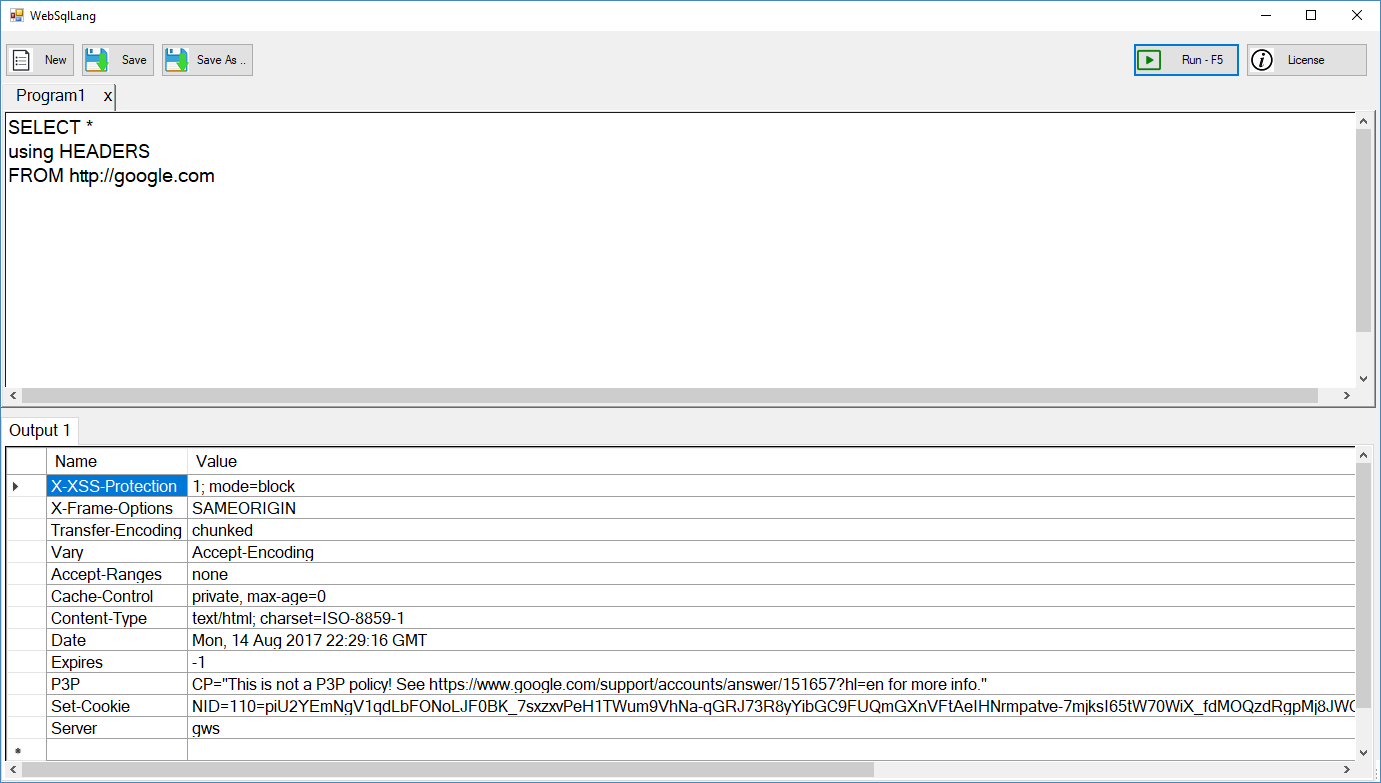 WebSqlLang
New Save Save As .. Run - F5 License
Program1 x
SELECT *
using HEADERS
FROM http://google.com
Output 1
Name Value
X-XSS-Protection 1; mode=block
X-Frame-Options SAMEORIGIN
Transfer-Encoding chunked
Vary Accept-Encoding
Accept-Ranges none
Cache-Control private, max-age=0
Content-Type text/html; charset=ISO-8859-1
Date Mon, 14 Aug 2017 22:29:16 GMT
Expires -1
P3P CP="This is not a P3P policy! See https://www.google.com/support/accounts/answer/151657?hl=en for more info."
Set-Cookie NID=110=piU2YEmNgV1qdLbFONoLJF0BK_7sxzxvPeH1TWum9VhNa-qGRJ73R8yYibGC9FUQmGXnVFtAeIHNrmpatve-7mjksI65tW70WiX_fdMOQzdRgpMj8JW
Server gws